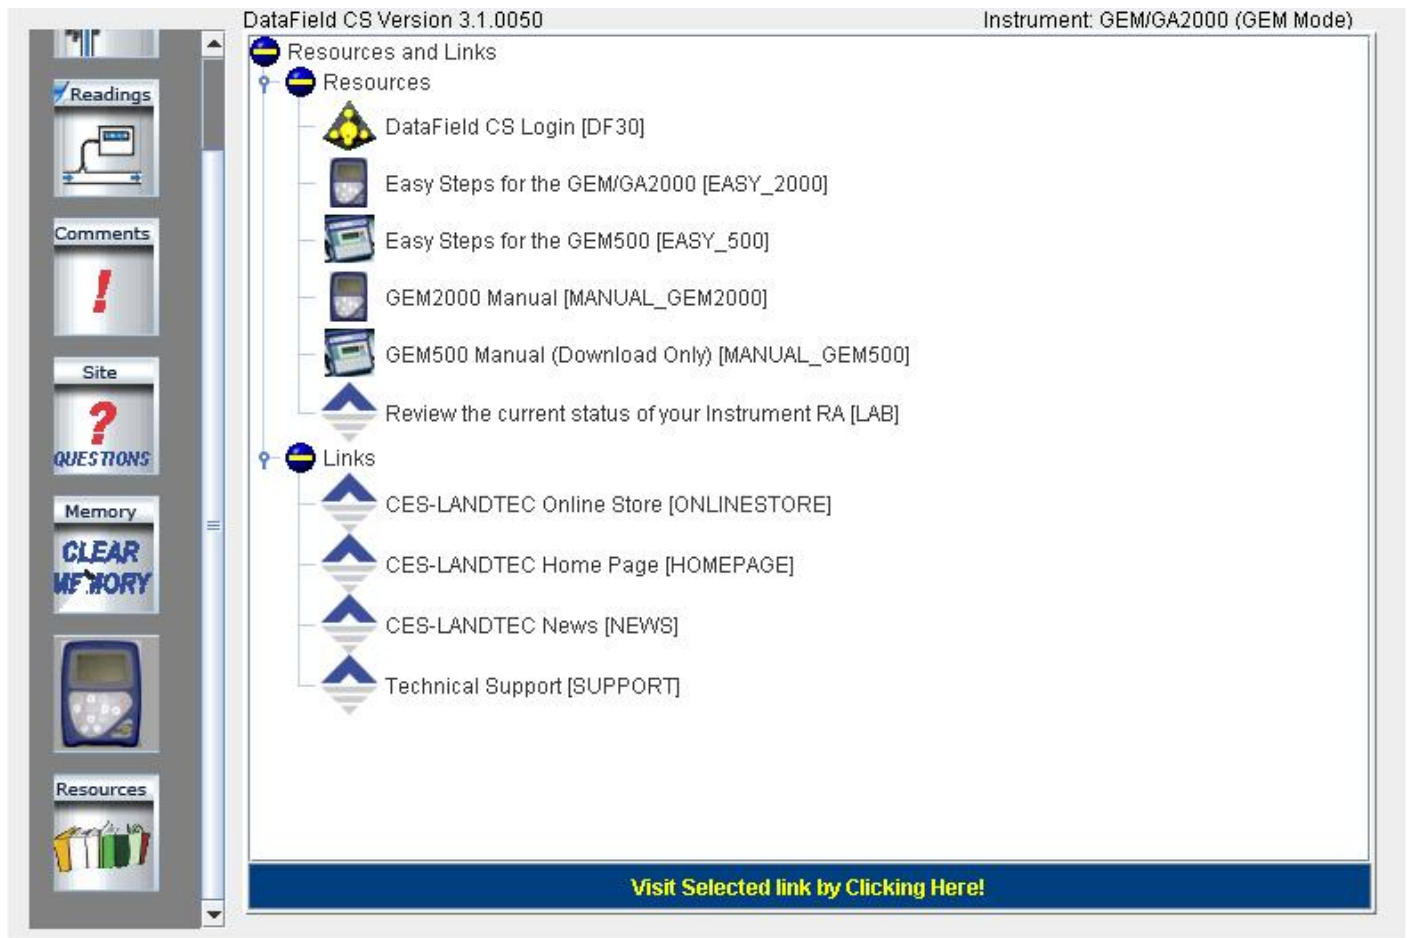 DataField CS Version 3.1.0050
Instrument: GEM/GA2000 (GEM Mode)
Readings
Comments
!
Site
?
QUESTIONS
Memory
CLEAR
MEMORY
Resources
Resources and Links
Resources
DataField CS Login [DF30]
Easy Steps for the GEM/GA2000 [EASY_2000]
Easy Steps for the GEM500 [EASY_500]
GEM2000 Manual [MANUAL_GEM2000]
GEM500 Manual (Download Only) [MANUAL_GEM500]
Review the current status of your Instrument RA [LAB]
Links
CES-LANDTEC Online Store [ONLINESTORE]
CES-LANDTEC Home Page [HOMEPAGE]
CES-LANDTEC News [NEWS]
Technical Support [SUPPORT]
Visit Selected link by Clicking Here!